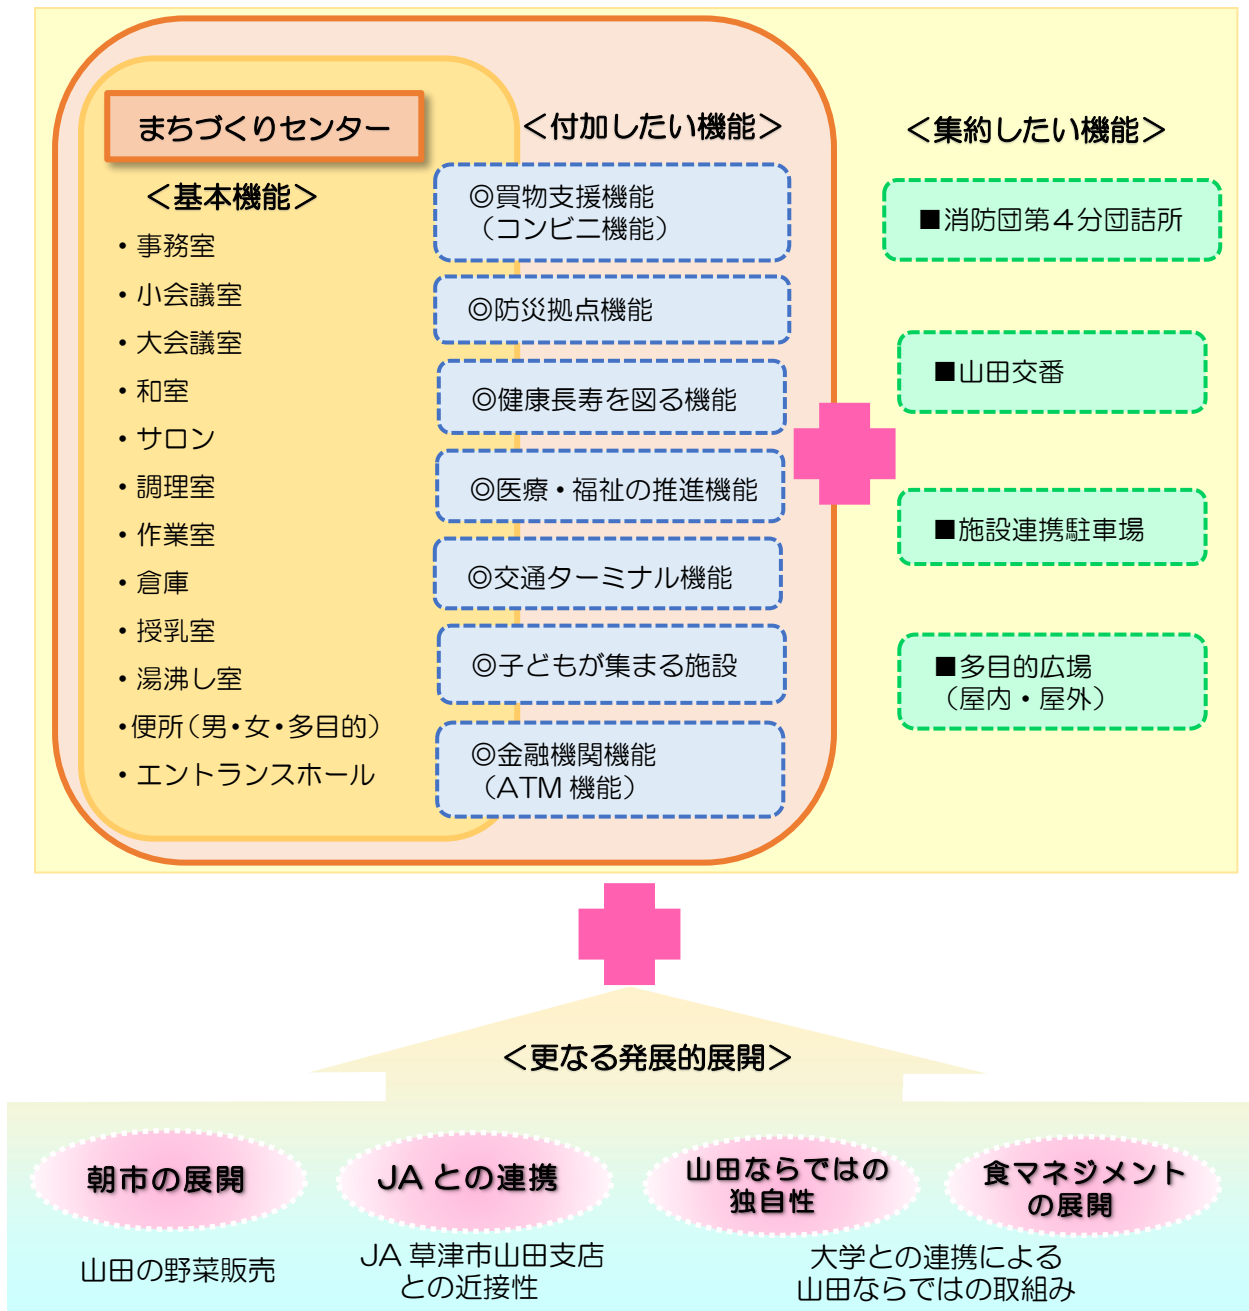 まちづくりセンター
＜基本機能＞
・事務室
・小会議室
・大会議室
・和室
・サロン
・調理室
・作業室
・倉庫
・授乳室
・湯沸し室
・便所（男・女・多目的）
・エントランスホール
＜付加したい機能＞
◎買物支援機能
（コンビニ機能）
◎防災拠点機能
◎健康長寿を図る機能
◎医療・福祉の推進機能
◎交通ターミナル機能
◎子どもが集まる施設
◎金融機関機能
（ATM 機能）
＜集約したい機能＞
■消防団第４分団詰所
■山田交番
■施設連携駐車場
■多目的広場
（屋内・屋外）
＜更なる発展的展開＞
朝市の展開
山田の野菜販売
JA との連携
JA 草津市山田支店
との近接性
山田ならではの
独自性
食マネジメント
の展開
大学との連携による
山田ならではの取組み